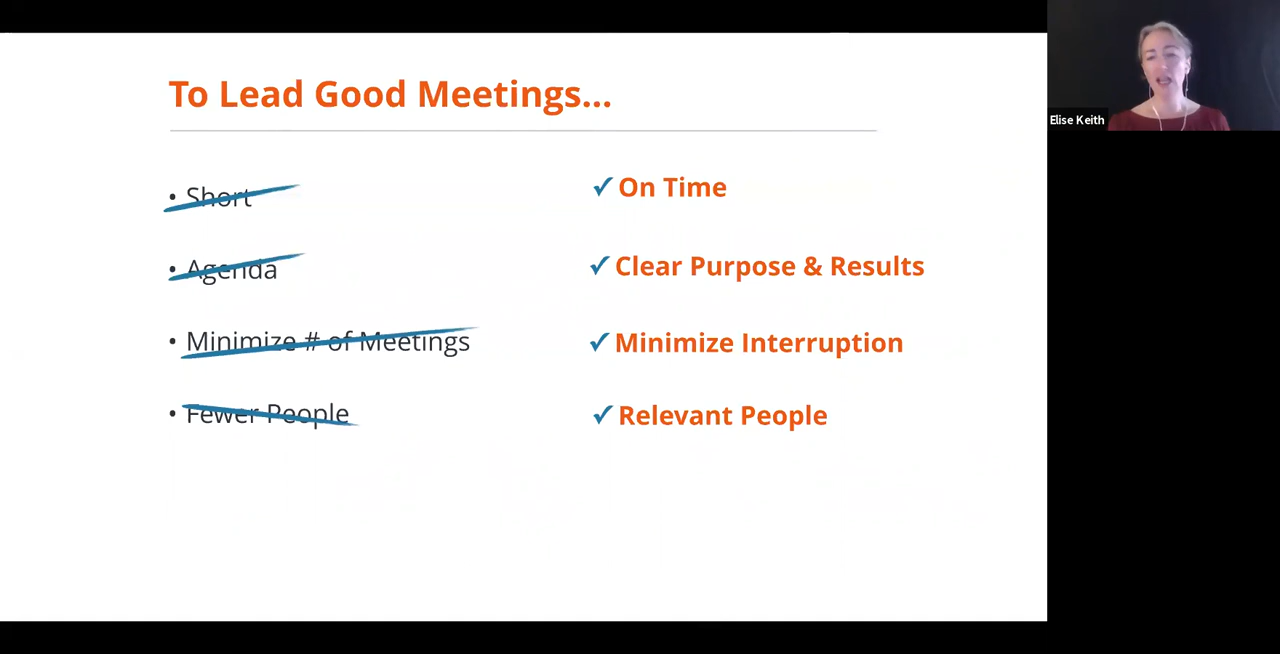 To Lead Good Meetings...
• Short
✓ On Time
• Agenda
✓ Clear Purpose & Results
• Minimize # of Meetings
✓ Minimize Interruption
• Fewer People
✓ Relevant People
Elise Keith